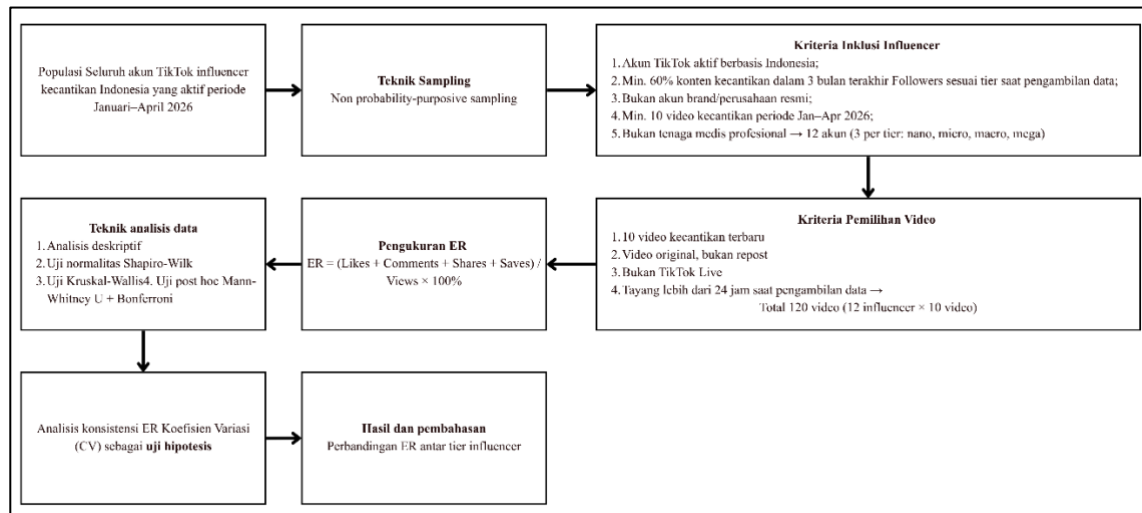 Populasi Seluruh akun TikTok influencer
kecantikan Indonesia yang aktif periode
Januari–April 2026
Teknik Sampling
Non probability-purposive sampling
Kriteria Inklusi Influencer
1. Akun TikTok aktif berbasis Indonesia;
2. Min. 60% konten kecantikan dalam 3 bulan terakhir Followers sesuai tier saat pengambilan data;
3. Bukan akun brand/perusahaan resmi;
4. Min. 10 video kecantikan periode Jan–Apr 2026;
5. Bukan tenaga medis profesional → 12 akun (3 per tier: nano, micro, macro, mega)
Kriteria Pemilihan Video
1. 10 video kecantikan terbaru
2. Video original, bukan repost
3. Bukan TikTok Live
4. Tayang lebih dari 24 jam saat pengambilan data →
Total 120 video (12 influencer × 10 video)
Pengukuran ER
ER = (Likes + Comments + Shares + Saves) /
Views × 100%
Teknik analisis data
1. Analisis deskriptif
2. Uji normalitas Shapiro-Wilk
3. Uji Kruskal-Wallis4. Uji post hoc Mann-
Whitney U + Bonferroni
Analisis konsistensi ER Koefisien Variasi
(CV) sebagai uji hipotesis
Hasil dan pembahasan
Perbandingan ER antar tier influencer